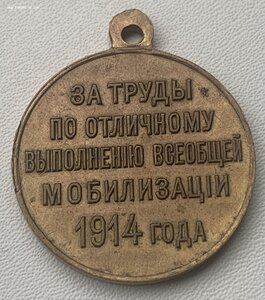 ЗА ТРУДЫ
ПО ОТЛИЧНОМУ
ВЫПОЛНЕНІЮ ВСЕОБЩЕЙ
МОБИЛИЗАЦІИ
1914 ГОДА